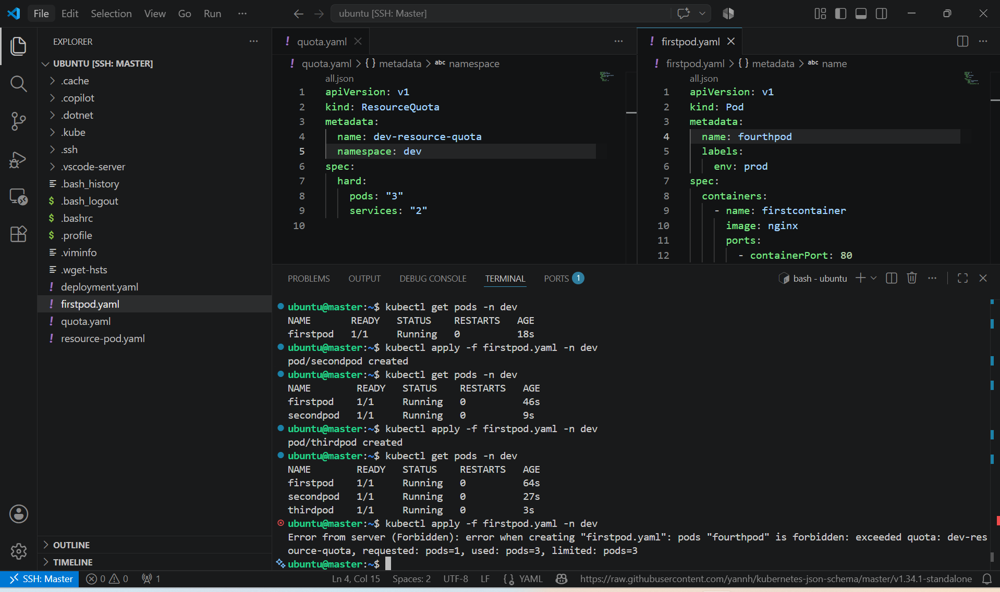 File Edit Selection View Go Run ···
ubuntu [SSH: Master]
EXPLORER
UBUNTU [SSH: MASTER]
.cache
.copilot
.dotnet
.kube
.ssh
.vscode-server
.bash_history
$ .bash_logout
$ .bashrc
$ .profile
.viminfo
.wget-hsts
! deployment.yaml
! firstpod.yaml
! quota.yaml
! resource-pod.yaml
OUTLINE
TIMELINE
! quota.yaml
! quota.yaml > { } metadata > abc namespace
all.json
1 apiVersion: v1
2 kind: ResourceQuota
3 metadata:
4 name: dev-resource-quota
5 namespace: dev
6 spec:
7 hard:
8 pods: "3"
9 services: "2"
10
! firstpod.yaml
! firstpod.yaml > { } metadata > abc name
all.json
1 apiVersion: v1
2 kind: Pod
3 metadata:
4 name: fourthpod
5 labels:
6 env: prod
7 spec:
8 containers:
9 - name: firstcontainer
10 image: nginx
11 ports:
12 - containerPort: 80
PROBLEMS OUTPUT DEBUG CONSOLE TERMINAL PORTS 1
bash - ubuntu
ubuntu@master:~$ kubectl get pods -n dev
NAME READY STATUS RESTARTS AGE
firstpod 1/1 Running 0 18s
ubuntu@master:~$ kubectl apply -f firstpod.yaml -n dev
pod/secondpod created
ubuntu@master:~$ kubectl get pods -n dev
NAME READY STATUS RESTARTS AGE
firstpod 1/1 Running 0 46s
secondpod 1/1 Running 0 9s
ubuntu@master:~$ kubectl apply -f firstpod.yaml -n dev
pod/thirdpod created
ubuntu@master:~$ kubectl get pods -n dev
NAME READY STATUS RESTARTS AGE
firstpod 1/1 Running 0 64s
secondpod 1/1 Running 0 27s
thirdpod 1/1 Running 0 3s
ubuntu@master:~$ kubectl apply -f firstpod.yaml -n dev
Error from server (Forbidden): error when creating "firstpod.yaml": pods "fourthpod" is forbidden: exceeded quota: dev-res
ource-quota, requested: pods=1, used: pods=3, limited: pods=3
ubuntu@master:~$
SSH: Master 0 0 1 Ln 4, Col 15 Spaces: 2 UTF-8 LF YAML https://raw.githubusercontent.com/yannh/kubernetes-json-schema/master/v1.34.1-standalone